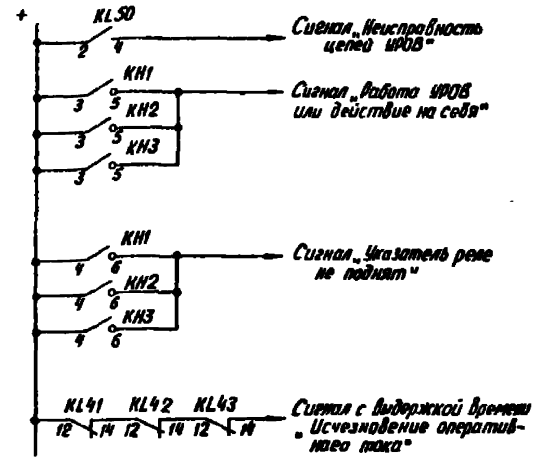 +
KL50
2 4
Сигнал „Неисправность
цепей УРОВ"
KH1
3 5
Сигнал „Работа УРОВ
или действие на себя"
KH2
3 5
KH3
3 5
KH1
4 6
Сигнал „Указатель реле
не поднят"
KH2
4 6
KH3
4 6
KL41 KL42 KL43
12 14 12 14 12 14
Сигнал с выдержкой времени
„Исчезновение оператив-
ного тока"